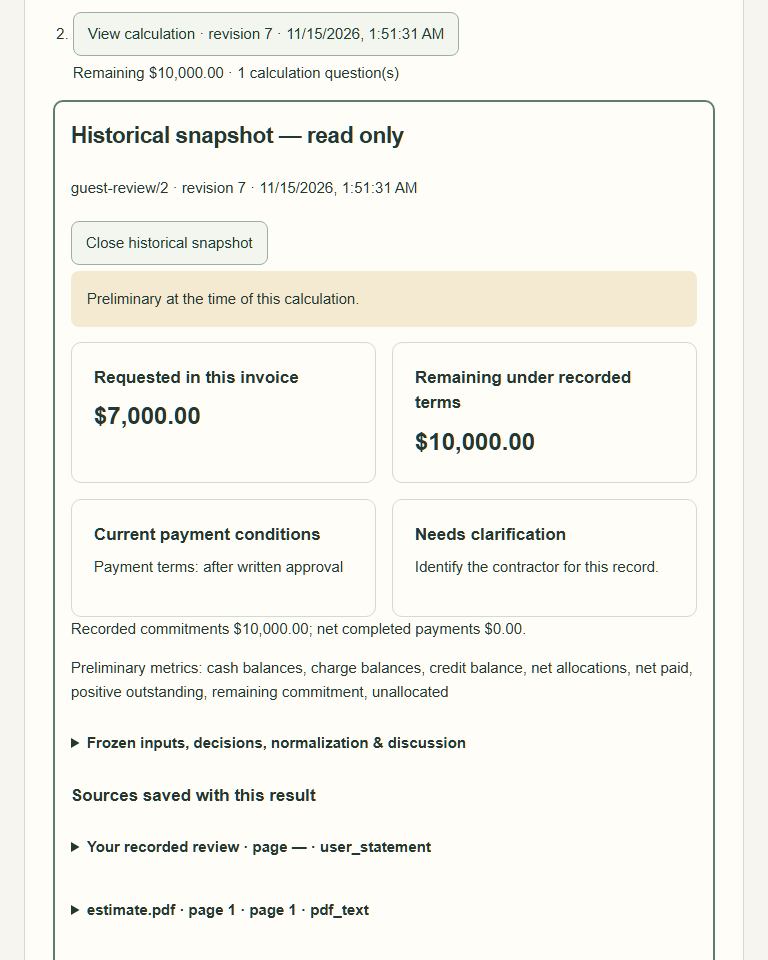 2. View calculation · revision 7 · 11/15/2026, 1:51:31 AM
Remaining $10,000.00 · 1 calculation question(s)
Historical snapshot — read only
guest-review/2 · revision 7 · 11/15/2026, 1:51:31 AM
Close historical snapshot
Preliminary at the time of this calculation.
Requested in this invoice
$7,000.00
Remaining under recorded
terms
$10,000.00
Current payment conditions
Payment terms: after written approval
Needs clarification
Identify the contractor for this record.
Recorded commitments $10,000.00; net completed payments $0.00.
Preliminary metrics: cash balances, charge balances, credit balance, net allocations, net paid,
positive outstanding, remaining commitment, unallocated
Frozen inputs, decisions, normalization & discussion
Sources saved with this result
Your recorded review · page — · user_statement
estimate.pdf · page 1 · page 1 · pdf_text